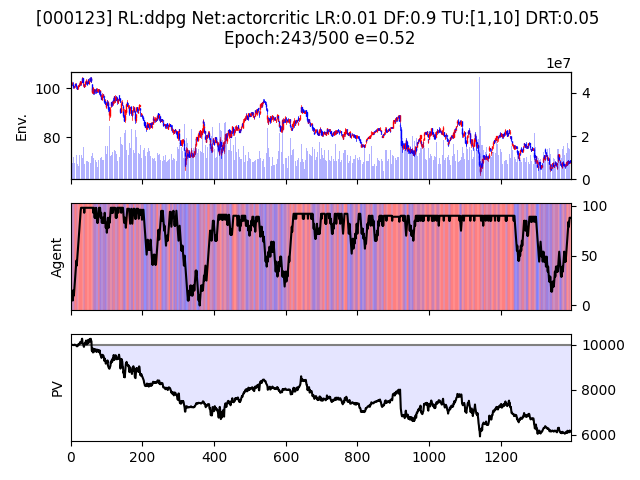 [000123] RL:ddpg Net:actorcritic LR:0.01 DF:0.9 TU:[1,10] DRT:0.05
Epoch:243/500 e=0.52
1e7
100
80
Env.
4
2
0
Agent
100
50
0
PV
10000
8000
6000
0 200 400 600 800 1000 1200